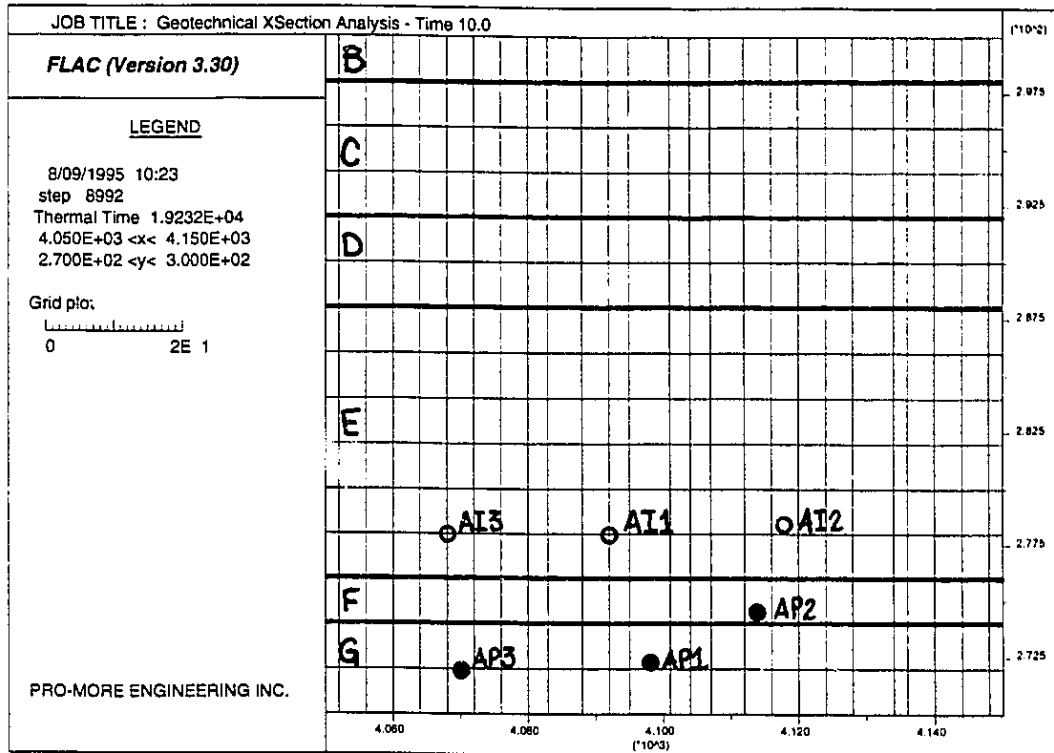 JOB TITLE : Geotechnical XSection Analysis - Time 10.0
(*10^2)
FLAC (Version 3.30)
LEGEND
8/09/1995 10:23
step 8992
Thermal Time 1.9232E+04
4.050E+03 <x< 4.150E+03
2.700E+02 <y< 3.000E+02
Grid plot
0 2E 1
PRO-MORE ENGINEERING INC.
B
C
D
E
AI3 AI1 AI2
F
AP2
G
AP3 AP1
2.975
2.925
2.875
2.825
2.775
2.725
4.060 4.080 4.100 4.120 4.140
(*10^3)